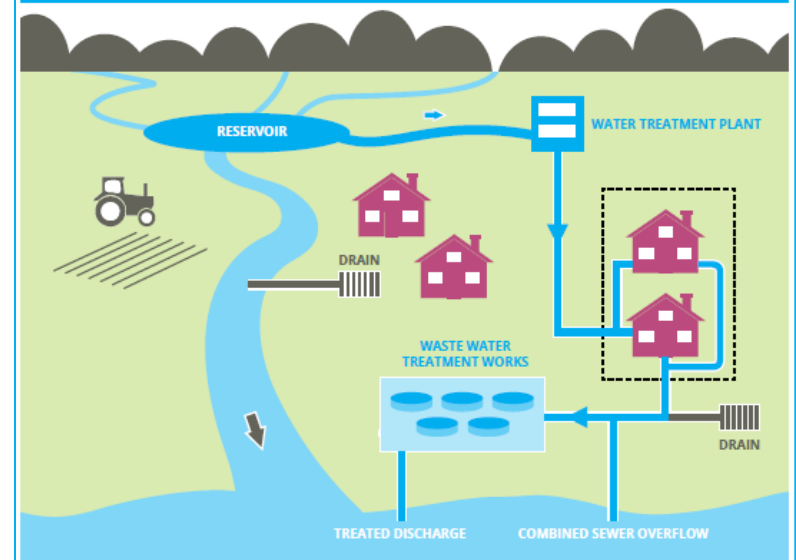 RESERVOIR
WATER TREATMENT PLANT
DRAIN
WASTE WATER
TREATMENT WORKS
DRAIN
TREATED DISCHARGE
COMBINED SEWER OVERFLOW